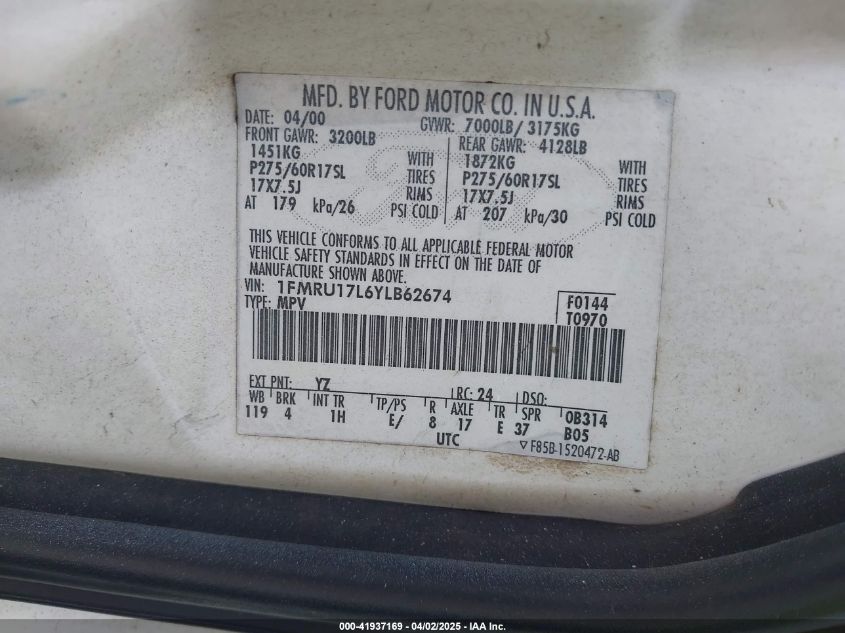 MFD. BY FORD MOTOR CO. IN U.S.A.
DATE: 04/00 GVWR: 7000LB/ 3175KG
FRONT GAWR: 3200LB REAR GAWR: 4128LB
1451KG WITH 1872KG WITH
P275/60R17SL TIRES P275/60R17SL TIRES
17X7.5J RIMS 17X7.5J RIMS
AT 179 kPa/26 PSI COLD AT 207 kPa/30 PSI COLD
THIS VEHICLE CONFORMS TO ALL APPLICABLE FEDERAL MOTOR
VEHICLE SAFETY STANDARDS IN EFFECT ON THE DATE OF
MANUFACTURE SHOWN ABOVE.
VIN: 1FMRU17L6YLB62674 F0144
TYPE: MPV T0970
EXT PNT: YZ RC: 24 DSO:
WB BRK INT TR TP/PS R AXLE TR SPR 0B314
119 4 1H E/ 8 17 E 37 B05
UTC ▽ F85B-1520472-AB
000-41937169 - 04/02/2025 - IAA Inc.